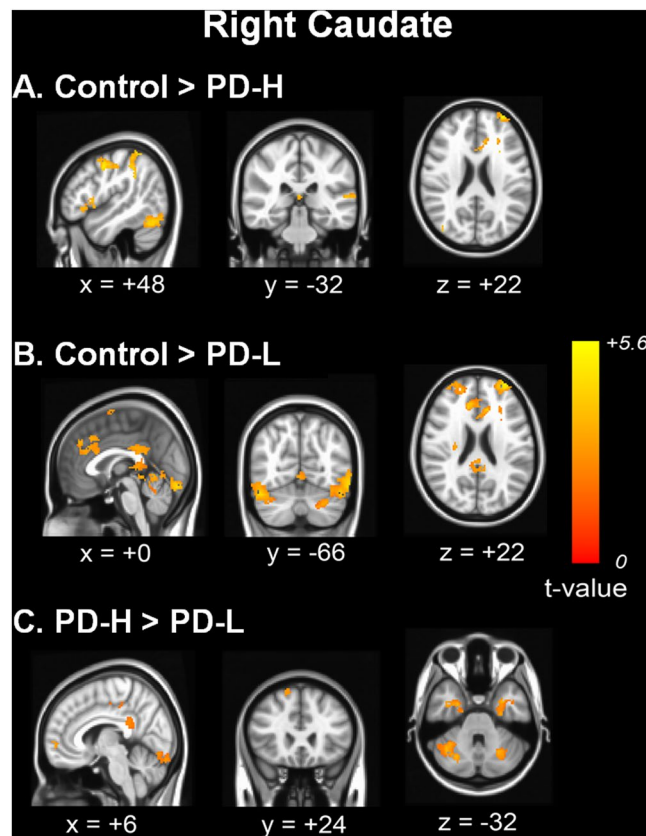 Right Caudate
A. Control > PD-H
x = +48
y = -32
z = +22
B. Control > PD-L
+5.6
0
t-value
x = +0
y = -66
z = +22
C. PD-H > PD-L
x = +6
y = +24
z = -32